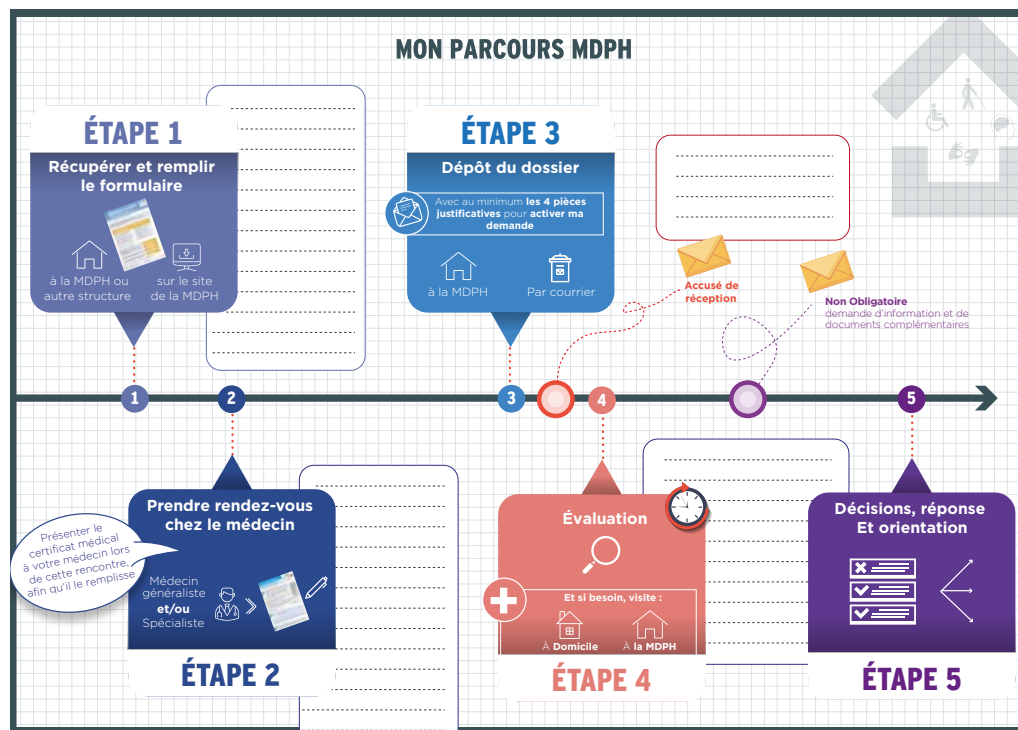 MON PARCOURS MDPH
ÉTAPE 1
Récupérer et remplir
le formulaire
à la MDPH ou
autre structure
sur le site
de la MDPH
ÉTAPE 3
Dépôt du dossier
Avec au minimum les 4 pièces
justificatives pour activer ma
demande
à la MDPH
Par courrier
Accusé de
réception
Non Obligatoire
demande d'information et de
documents complémentaires
1
2
3
4
5
Prendre rendez-vous
chez le médecin
Présenter le
certificat médical
à votre médecin lors
de cette rencontre,
afin qu'il le remplisse
Médecin
généraliste
et/ou
Spécialiste
ÉTAPE 2
Évaluation
Et si besoin, visite :
À Domicile
À la MDPH
ÉTAPE 4
Décisions, réponse
Et orientation
ÉTAPE 5